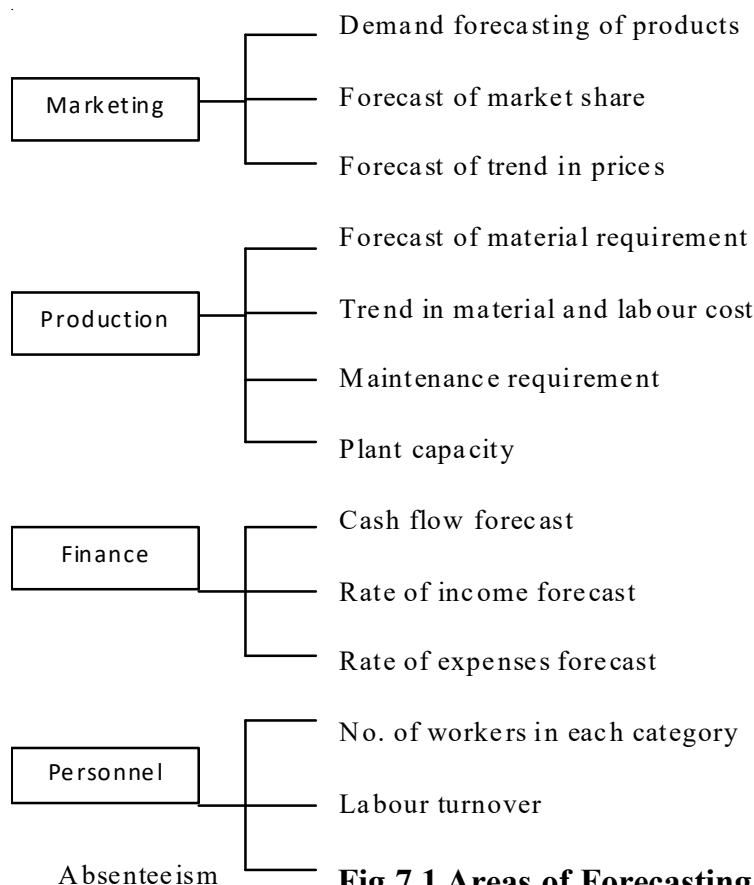 Demand forecasting of products
Marketing
Forecast of market share
Forecast of trend in prices
Forecast of material requirement
Production
Trend in material and labour cost
Maintenance requirement
Plant capacity
Cash flow forecast
Finance
Rate of income forecast
Rate of expenses forecast
No. of workers in each category
Personnel
Labour turnover
Absenteeism
Fig 7.1 Areas of Forecasting